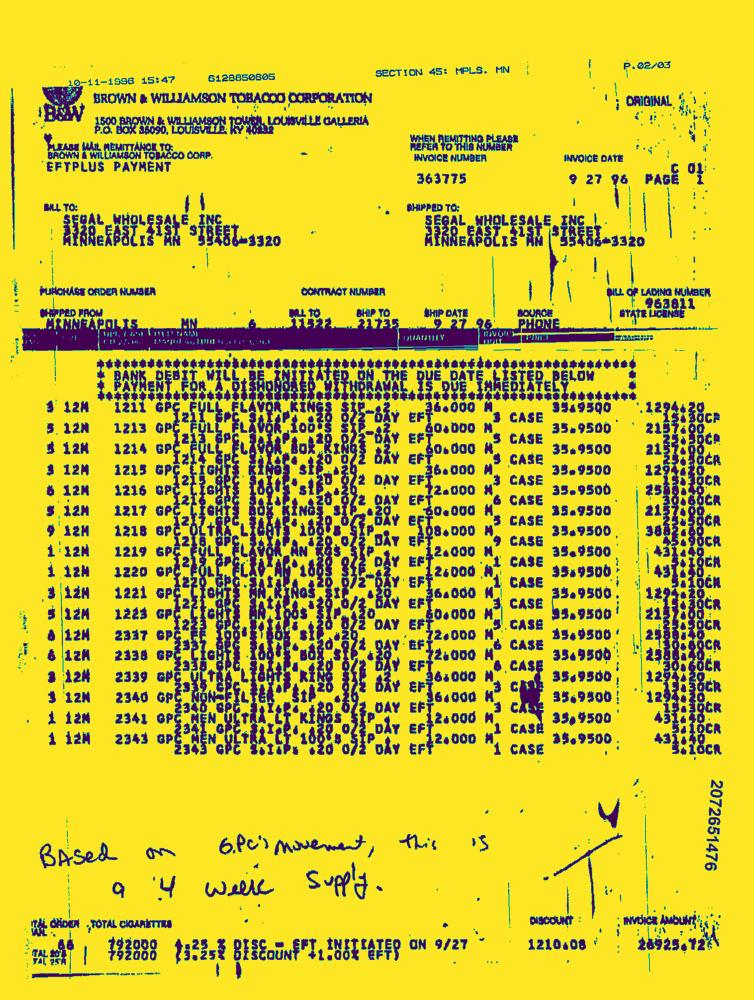 10-11-1996 15:47 6128850805 SECTION 45: MPLS. MN P.02/03
B&W BROWN & WILLIAMSON TOBACCO CORPORATION ORIGINAL
1500 BROWN & WILLIAMSON TOWER, LOUISVILLE GALLERIA
P.O. BOX 35090, LOUISVILLE, KY 40232
PLEASE MAIL REMITTANCE TO:
BROWN & WILLIAMSON TOBACCO CORP.
EFTPLUS PAYMENT
WHEN REMITTING PLEASE
REFER TO THIS NUMBER
INVOICE NUMBER INVOICE DATE
363775 9 27 96 PAGE 1
C 01
BILL TO: SHIPPED TO:
SEGAL WHOLESALE INC SEGAL WHOLESALE INC
3320 EAST 41ST STREET 3320 EAST 41ST STREET
MINNEAPOLIS MN 55406-3320 MINNEAPOLIS MN 55406-3320
PURCHASE ORDER NUMBER CONTRACT NUMBER BILL OF LADING NUMBER
963811
SHIPPED FROM BILL TO SHIP TO SHIP DATE SOURCE STATE LICENSE
MINNEAPOLIS MN 6 11522 21735 9 27 96 PHONE
QUANTITY
* BANK DEBIT WILL BE INITIATED ON THE DUE DATE LISTED BELOW *
* PAYMENT FOR A DISHONORED WITHDRAWAL IS DUE IMMEDIATELY *
3 12M 1211 GPC FULL FLAVOR KINGS SIP 36.000 M 35.9500 1294.20
1211 GPC S.I.P. .20 O/2 DAY EFT 3 CASE 15.30CR
5 12M 1213 GPC FULL FLAVOR 100'S SIP 60.000 M 35.9500 2157.00
1213 GPC S.I.P. .20 O/2 DAY EFT 5 CASE 25.50CR
5 12M 1214 GPC FULL FLAVOR BOX KINGS SIP 60.000 M 35.9500 2157.00
1214 GPC S.I.P. .20 O/2 DAY EFT 5 CASE 25.50CR
3 12M 1215 GPC LIGHTS KINGS SIP .20 36.000 M 35.9500 1294.20
1215 GPC S.I.P. .20 O/2 DAY EFT 3 CASE 15.30CR
6 12M 1216 GPC LIGHTS 100'S SIP .20 72.000 M 35.9500 2588.40
1216 GPC S.I.P. .20 O/2 DAY EFT 6 CASE 30.60CR
5 12M 1217 GPC LIGHTS BOX KINGS SIP .20 60.000 M 35.9500 2157.00
1217 GPC S.I.P. .20 O/2 DAY EFT 5 CASE 25.50CR
9 12M 1218 GPC ULTRA LIGHTS 100'S SIP 108.000 M 35.9500 3882.60
1218 GPC S.I.P. .20 O/2 DAY EFT 9 CASE 45.90CR
1 12M 1219 GPC FULL FLAVOR MN KGS SIP 12.000 M 35.9500 431.40
1219 GPC S.I.P. .20 O/2 DAY EFT 1 CASE 5.10CR
1 12M 1220 GPC FULL FLV MN 100'S SIP 12.000 M 35.9500 431.40
1220 GPC S.I.P. .20 O/2 DAY EFT 1 CASE 5.10CR
3 12M 1221 GPC LIGHTS MN KINGS SIP .20 36.000 M 35.9500 1294.20
1221 GPC S.I.P. .20 O/2 DAY EFT 3 CASE 15.30CR
5 12M 1223 GPC LIGHTS MN 100S SIP .20 60.000 M 35.9500 2157.00
1223 GPC S.I.P. .20 O/2 DAY EFT 5 CASE 25.50CR
6 12M 2337 GPC FF 100'S BOX SIP .20 72.000 M 35.9500 2588.40
2337 GPC S.I.P. .20 O/2 DAY EFT 6 CASE 30.60CR
6 12M 2338 GPC LIGHTS 100'S BOX SIP .20 72.000 M 35.9500 2588.40
2338 GPC S.I.P. .20 O/2 DAY EFT 6 CASE 30.60CR
3 12M 2339 GPC ULTRA LIGHTS KING SIP 36.000 M 35.9500 1294.20
2339 GPC S.I.P. .20 O/2 DAY EFT 3 CASE 15.30CR
3 12M 2340 GPC NON-FILTER SIP .20 36.000 M 35.9500 1294.20
2340 GPC S.I.P. .20 O/2 DAY EFT 3 CASE 15.30CR
1 12M 2341 GPC MEN ULTRA LT KINGS SIP 12.000 M 35.9500 431.40
2341 GPC S.I.P. .20 O/2 DAY EFT 1 CASE 5.10CR
1 12M 2343 GPC MEN ULTRA LT 100'S SIP 12.000 M 35.9500 431.40
2343 GPC S.I.P. .20 O/2 DAY EFT 1 CASE 5.10CR
2072651476
BAsed on G.P.C's movement, this is
a 4 week Supply.
TOTAL CIGARETTES DISCOUNT INVOICE AMOUNT
66 792000 4.25 % DISC - EFT INITIATED ON 9/27 1210.08 26925.72
792000 (3.25% DISCOUNT +1.00% EFT)